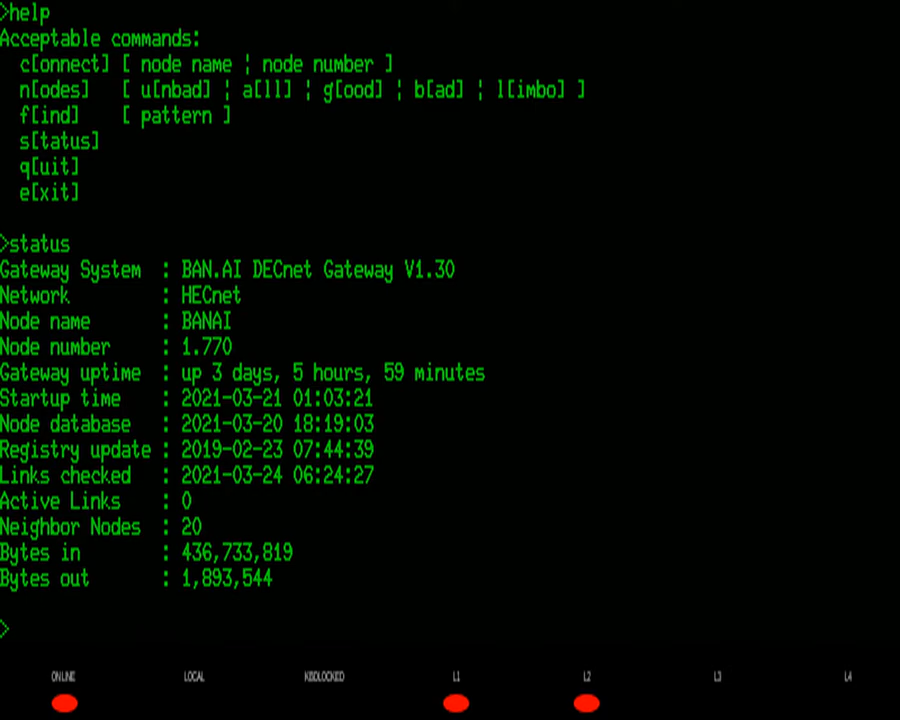 >help
Acceptable commands:
  c[onnect] [ node name ¦ node number ]
  n[odes]   [ u[nbad] ¦ a[ll] ¦ g[ood] ¦ b[ad] ¦ l[imbo] ]
  f[ind]    [ pattern ]
  s[tatus]
  q[uit]
  e[xit]

>status
Gateway System  : BAN.AI DECnet Gateway V1.30
Network         : HECnet
Node name       : BANAI
Node number     : 1.770
Gateway uptime  : up 3 days, 5 hours, 59 minutes
Startup time    : 2021-03-21 01:03:21
Node database   : 2021-03-20 18:19:03
Registry update : 2019-02-23 07:44:39
Links checked   : 2021-03-24 06:24:27
Active Links    : 0
Neighbor Nodes  : 20
Bytes in        : 436,733,819
Bytes out       : 1,893,544

>
ONLINE LOCAL KBDLOCKED L1 L2 L3 L4